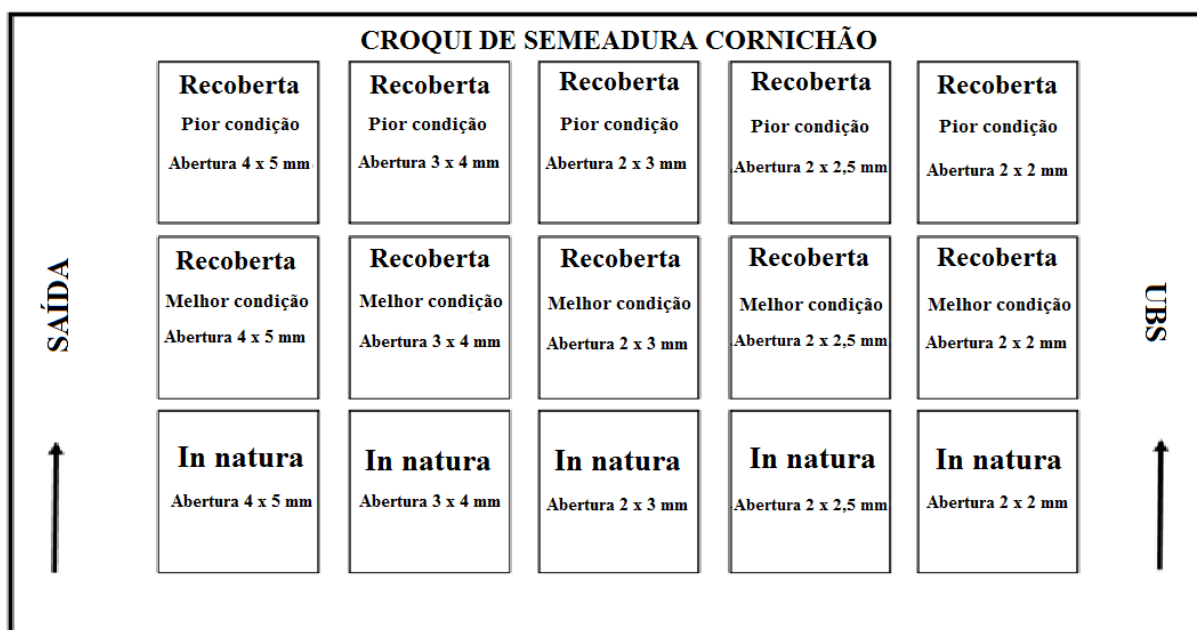 CROQUI DE SEMEADURA CORNICHÃO
Recoberta
Pior condição
Abertura 4 x 5 mm
Recoberta
Pior condição
Abertura 3 x 4 mm
Recoberta
Pior condição
Abertura 2 x 3 mm
Recoberta
Pior condição
.Abertura 2 x 2,5 mm
Recoberta
Pior condição
Abertura 2 x 2 mm
SAÍDA
Recoberta
Melhor condição
Abertura 4 x 5 mm
Recoberta
Melhor condição
Abertura 3 x 4 mm
Recoberta
Melhor condição
Abertura 2 x 3 mm
Recoberta
Melhor condição
.Abertura 2 x 2,5 mm
Recoberta
Melhor condição
Abertura 2 x 2 mm
UBS
In natura
Abertura 4 x 5 mm
In natura
Abertura 3 x 4 mm
In natura
Abertura 2 x 3 mm
In natura
.Abertura 2 x 2,5 mm
In natura
Abertura 2 x 2 mm